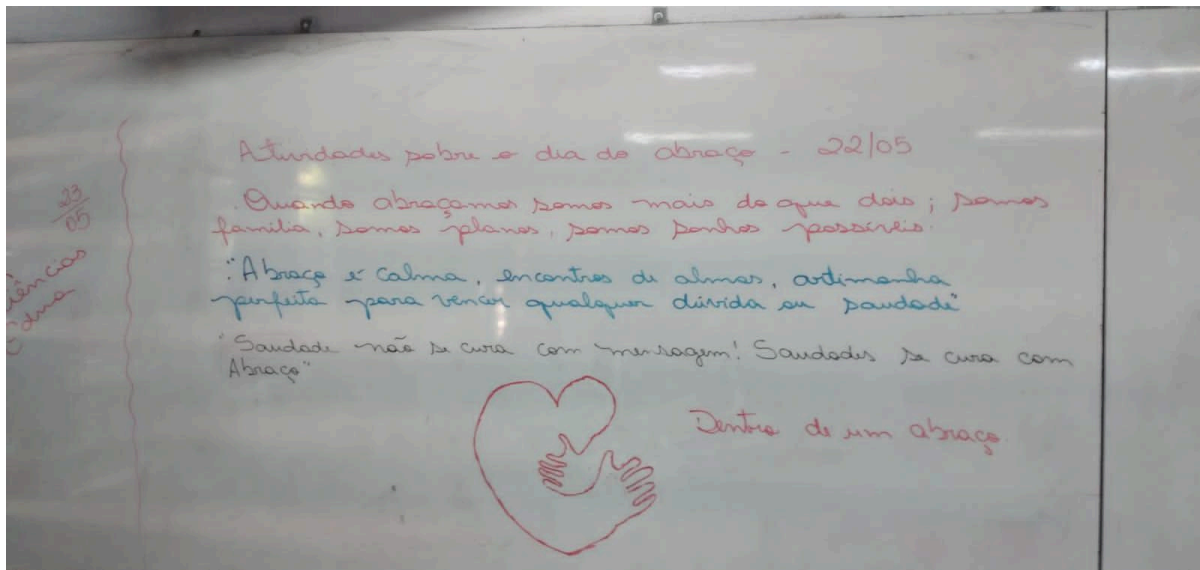 23
05
Atividades sobre o dia do abraço - 22/05
Quando abraçamos somos mais do que dois; somos
família, somos planos, somos sonhos possíveis.
"Abraço é calma, encontros de almas, artimanha
perfeita para vencer qualquer dúvida ou saudade"
"Saudade não se cura com mensagem! Saudades se cura com
Abraço"
Dentro de um abraço.